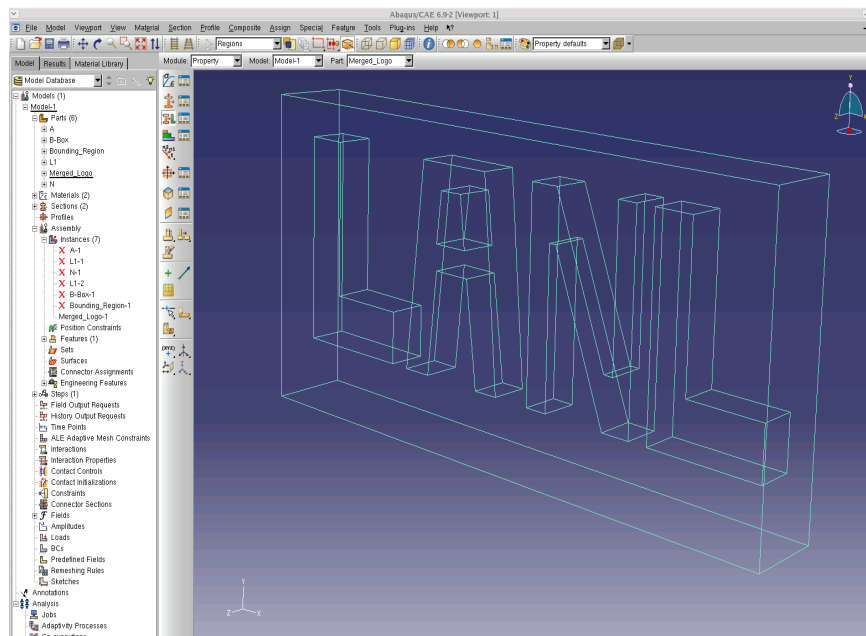 Abaqus/CAE 6.9-2 [Viewport: 1]
File Model Viewport View Material Section Profile Composite Assign Special Feature Tools Plug-ins Help
Regions Property defaults
Model Results Material Library Module: Property Model: Model-1 Part: Merged_Logo
Model Database
Models (1)
Model-1
Parts (6)
A
B-Box
Bounding_Region
L1
Merged_Logo
N
Materials (2)
Sections (2)
Profiles
Assembly
Instances (7)
A-1
L1-1
N-1
L1-2
B-Box-1
Bounding_Region-1
Merged_Logo-1
Position Constraints
Features (1)
Sets
Surfaces
Connector Assignments
Engineering Features
Steps (1)
Field Output Requests
History Output Requests
Time Points
ALE Adaptive Mesh Constraints
Interactions
Interaction Properties
Contact Controls
Contact Initializations
Constraints
Connector Sections
Fields
Amplitudes
Loads
BCs
Predefined Fields
Remeshing Rules
Sketches
Annotations
Analysis
Jobs
Adaptivity Processes
LANL
Y
Z X
Y
Z
(XYZ)